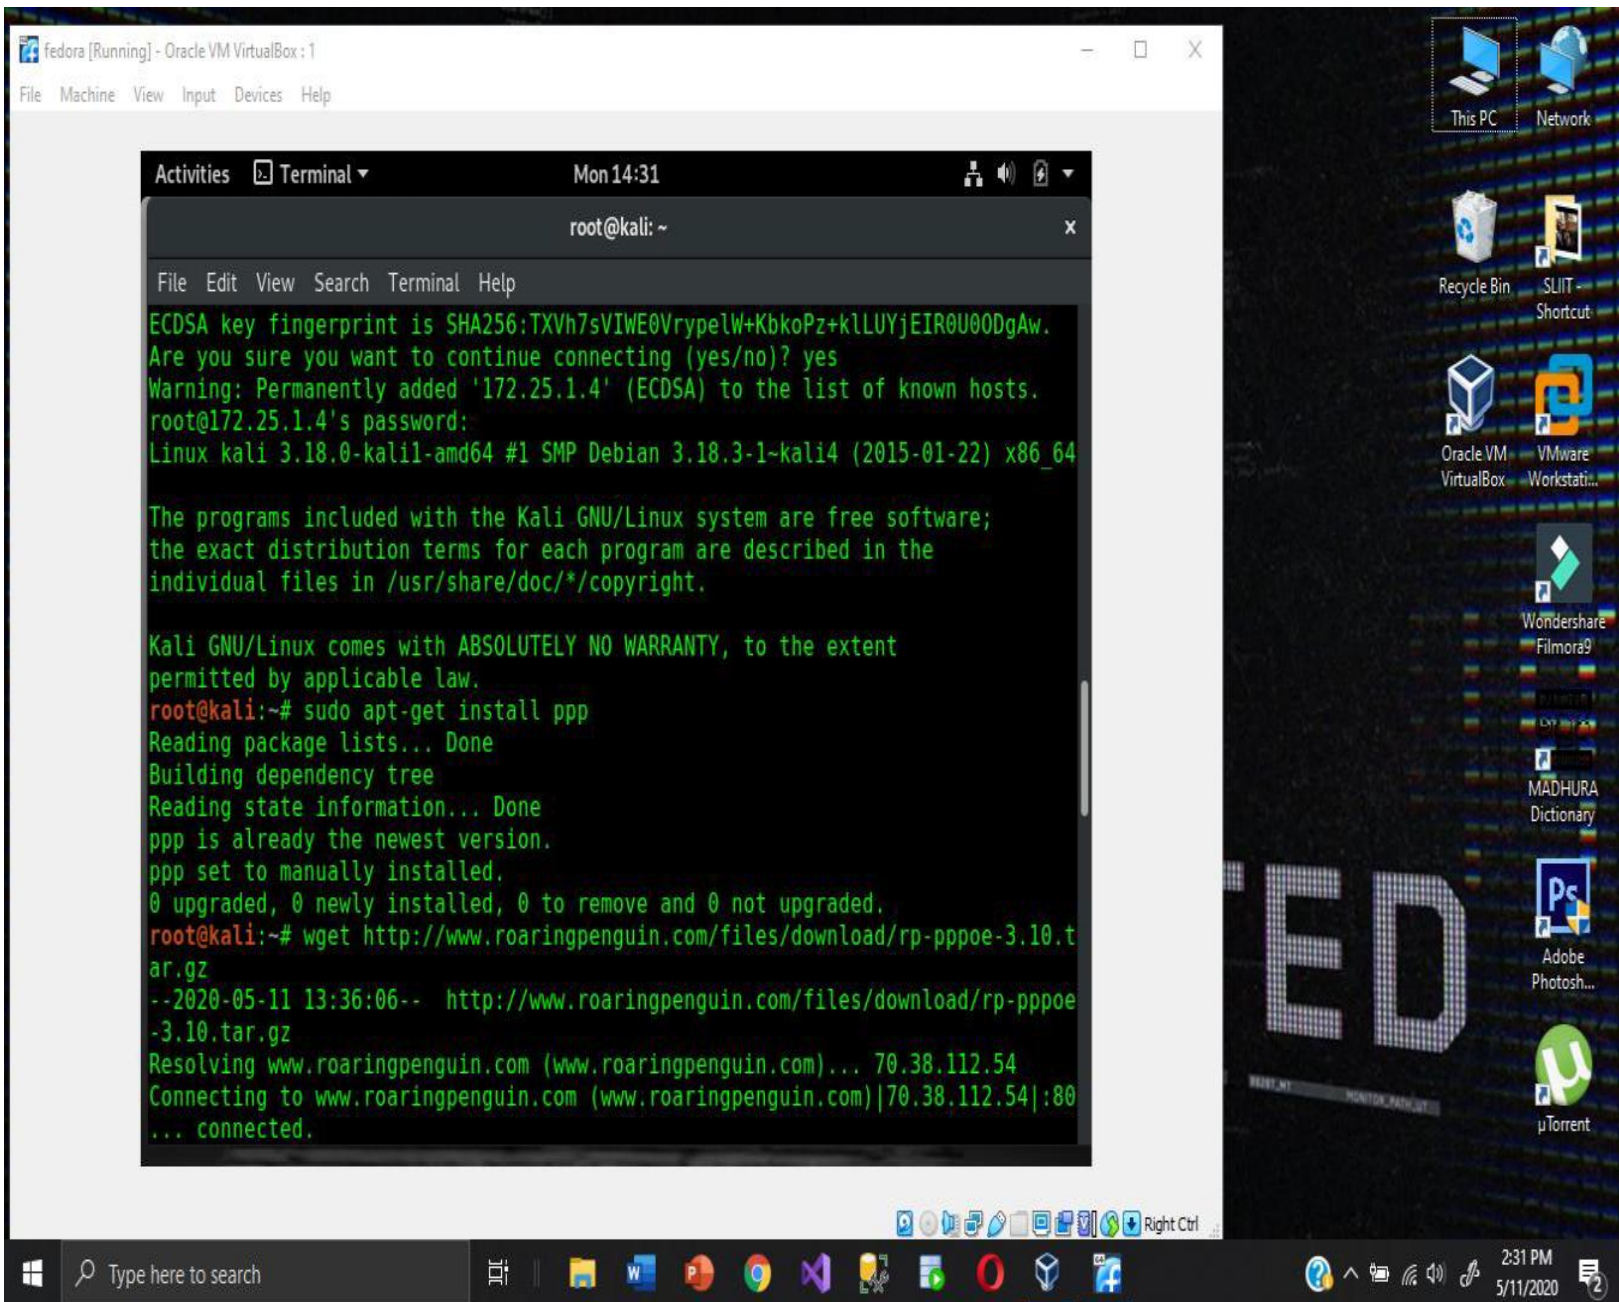 fedora [Running] - Oracle VM VirtualBox : 1
File Machine View Input Devices Help
Activities Terminal Mon 14:31
root@kali: ~ x
File Edit View Search Terminal Help
ECDSA key fingerprint is SHA256:TXVh7sVIWE0VrypelW+KbkoPz+klLUYjEIR0U0ODgAw.
Are you sure you want to continue connecting (yes/no)? yes
Warning: Permanently added '172.25.1.4' (ECDSA) to the list of known hosts.
root@172.25.1.4's password:
Linux kali 3.18.0-kali1-amd64 #1 SMP Debian 3.18.3-1~kali4 (2015-01-22) x86_64
The programs included with the Kali GNU/Linux system are free software;
the exact distribution terms for each program are described in the
individual files in /usr/share/doc/*/copyright.
Kali GNU/Linux comes with ABSOLUTELY NO WARRANTY, to the extent
permitted by applicable law.
root@kali:~# sudo apt-get install ppp
Reading package lists... Done
Building dependency tree
Reading state information... Done
ppp is already the newest version.
ppp set to manually installed.
0 upgraded, 0 newly installed, 0 to remove and 0 not upgraded.
root@kali:~# wget http://www.roaringpenguin.com/files/download/rp-pppoe-3.10.t
ar.gz
--2020-05-11 13:36:06-- http://www.roaringpenguin.com/files/download/rp-pppoe
-3.10.tar.gz
Resolving www.roaringpenguin.com (www.roaringpenguin.com)... 70.38.112.54
Connecting to www.roaringpenguin.com (www.roaringpenguin.com)|70.38.112.54|:80
... connected.
Right Ctrl
This PC
Network
Recycle Bin
SLIIT -
Shortcut
Oracle VM
VirtualBox
VMware
Workstati...
Wondershare
Filmora9
MADHURA
Dictionary
Ps
Adobe
Photosh...
µTorrent
TED
Type here to search
2:31 PM
5/11/2020
2